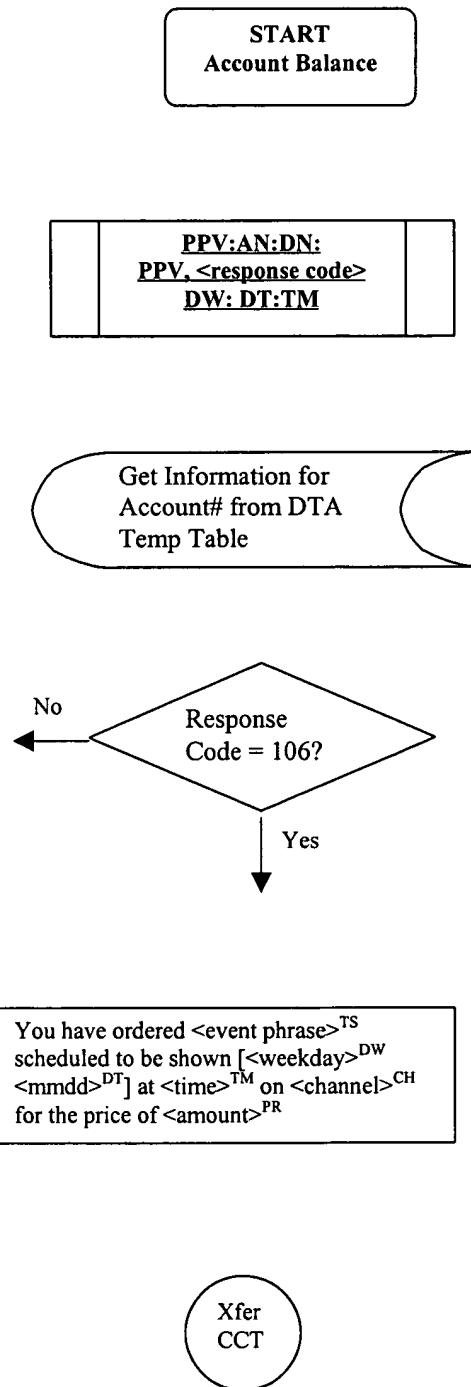 START
Account Balance
PPV:AN:DN:
PPV, <response code>
DW: DT:TM
Get Information for
Account# from DTA
Temp Table
No
Response
Code = 106?
Yes
You have ordered <event phrase>TS
scheduled to be shown [<weekday>DW
<mmdd>DT] at <time>TM on <channel>CH
for the price of <amount>PR
Xfer
CCT